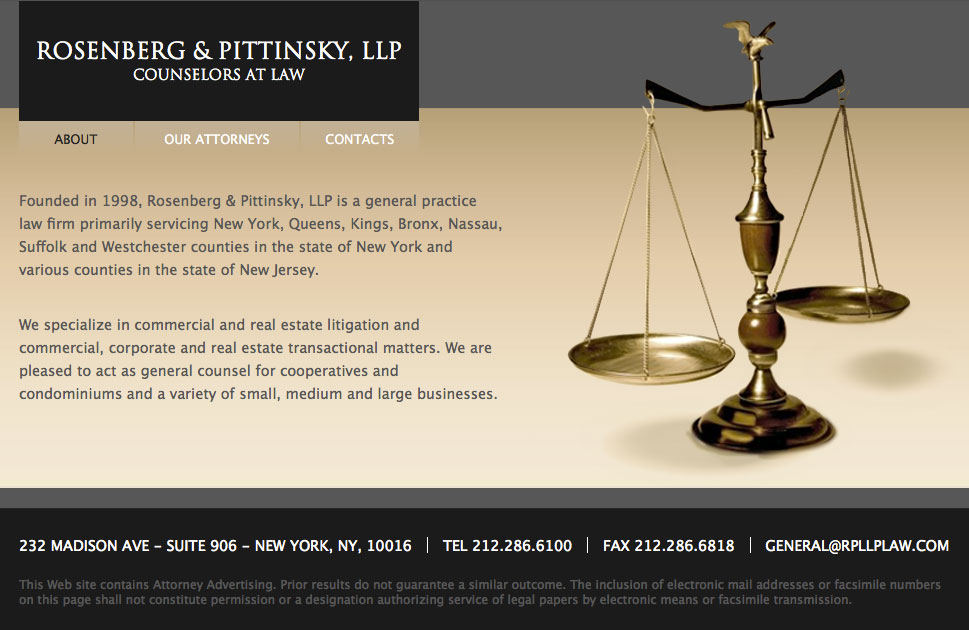 ROSENBERG & PITTINSKY, LLP
COUNSELORS AT LAW
ABOUT
OUR ATTORNEYS
CONTACTS
Founded in 1998, Rosenberg & Pittinsky, LLP is a general practice
law firm primarily servicing New York, Queens, Kings, Bronx, Nassau,
Suffolk and Westchester counties in the state of New York and
various counties in the state of New Jersey.
We specialize in commercial and real estate litigation and
commercial, corporate and real estate transactional matters. We are
pleased to act as general counsel for cooperatives and
condominiums and a variety of small, medium and large businesses.
232 MADISON AVE – SUITE 906 – NEW YORK, NY, 10016 | TEL 212.286.6100 | FAX 212.286.6818 | GENERAL@RPLLPLAW.COM
This Web site contains Attorney Advertising. Prior results do not guarantee a similar outcome. The inclusion of electronic mail addresses or facsimile numbers
on this page shall not constitute permission or a designation authorizing service of legal papers by electronic means or facsimile transmission.